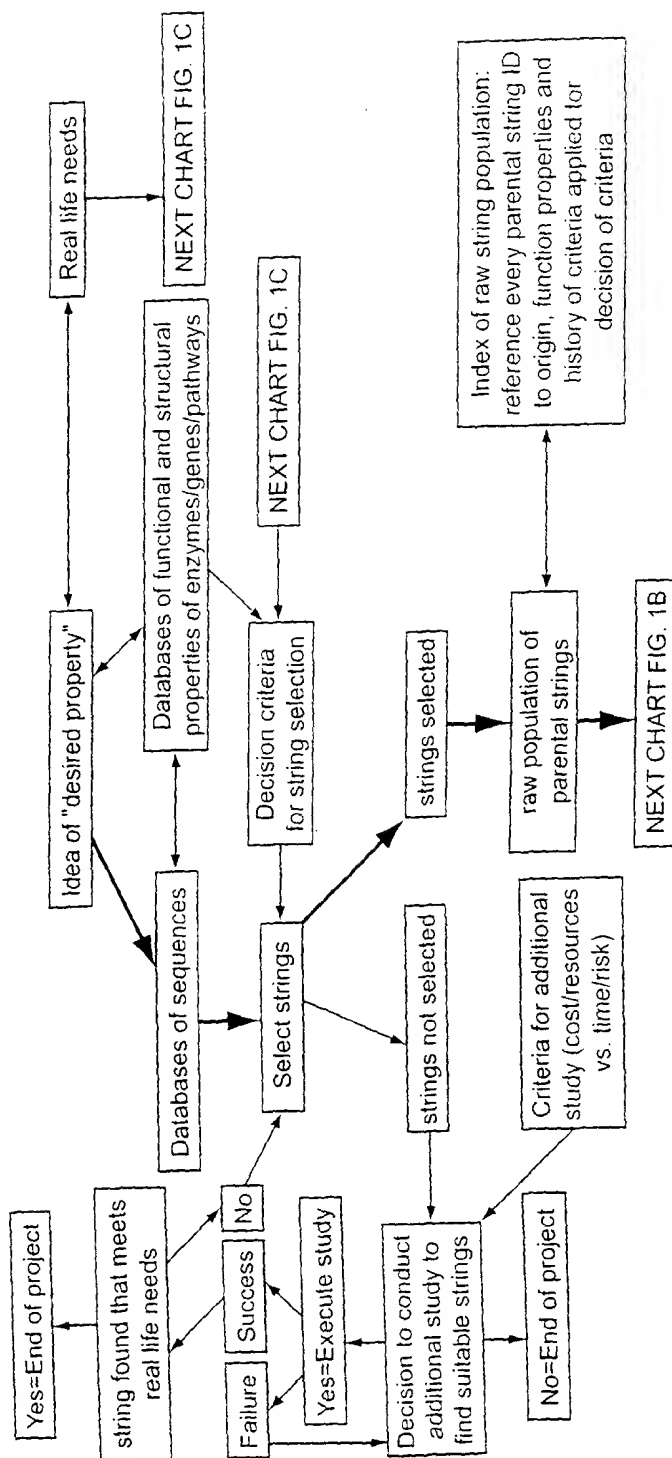 Idea of "desired property"
Real life needs
NEXT CHART FIG. 1C
Databases of functional and structural
properties of enzymes/genes/pathways
Databases of sequences
Decision criteria
for string selection
NEXT CHART FIG. 1C
Select strings
strings selected
strings not selected
raw population of
parental strings
Index of raw string population:
reference every parental string ID
to origin, function properties and
history of criteria applied for
decision of criteria
NEXT CHART FIG. 1B
Yes=End of project
string found that meets
real life needs
No
Success
Failure
Yes=Execute study
Decision to conduct
additional study to
find suitable strings
Criteria for additional
study (cost/resources
vs. time/risk)
No=End of project